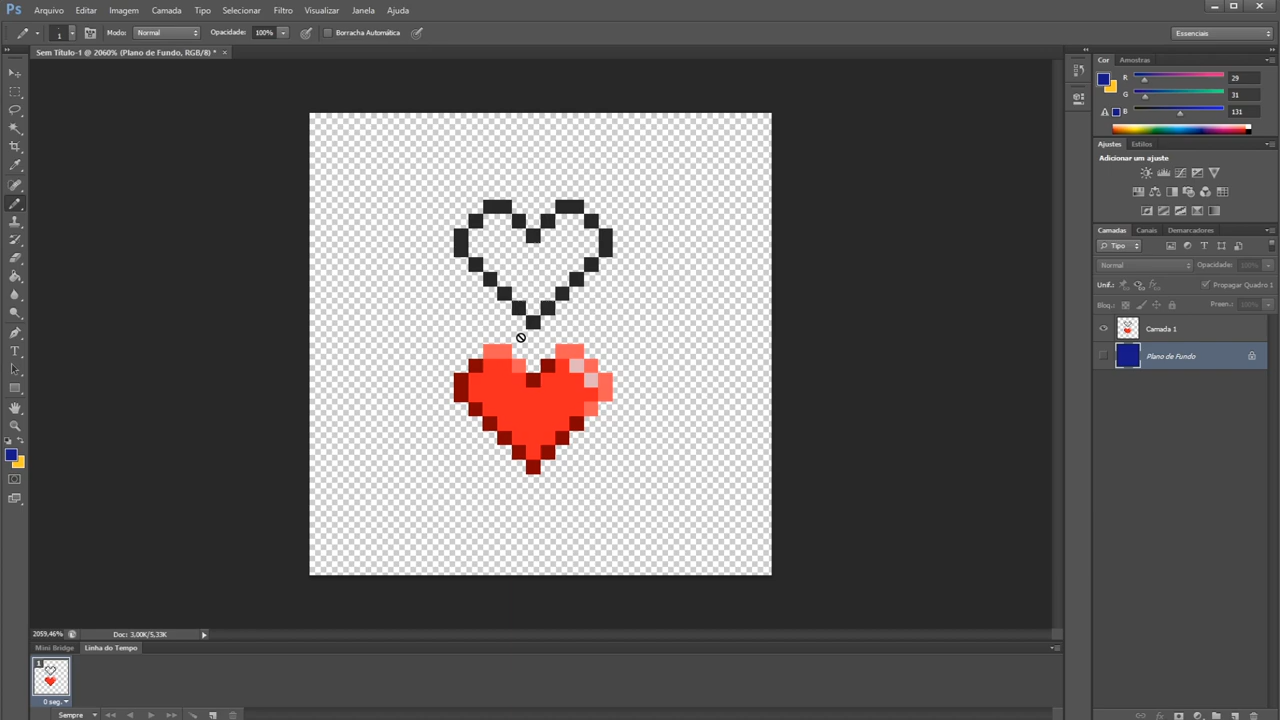 Ps Arquivo Editar Imagem Camada Tipo Selecionar Filtro Visualizar Janela Ajuda
1 Modo: Normal Opacidade: 100% Borracha Automática Essenciais
Sem Título-1 @ 2060% (Plano de Fundo, RGB/8) * ×
Cor Amostras
R 29
G 31
B 131
Ajustes Estilos
Adicionar um ajuste
Camadas Canais Demarcadores
Tipo
Normal Opacidade: 100%
Unif.: Propagar Quadro 1
Bloq.: Preen.: 100%
Camada 1
Plano de Fundo
2059,46% Doc: 3,00K/5,33K
Mini Bridge Linha do Tempo
1
0 seg.
Sempre